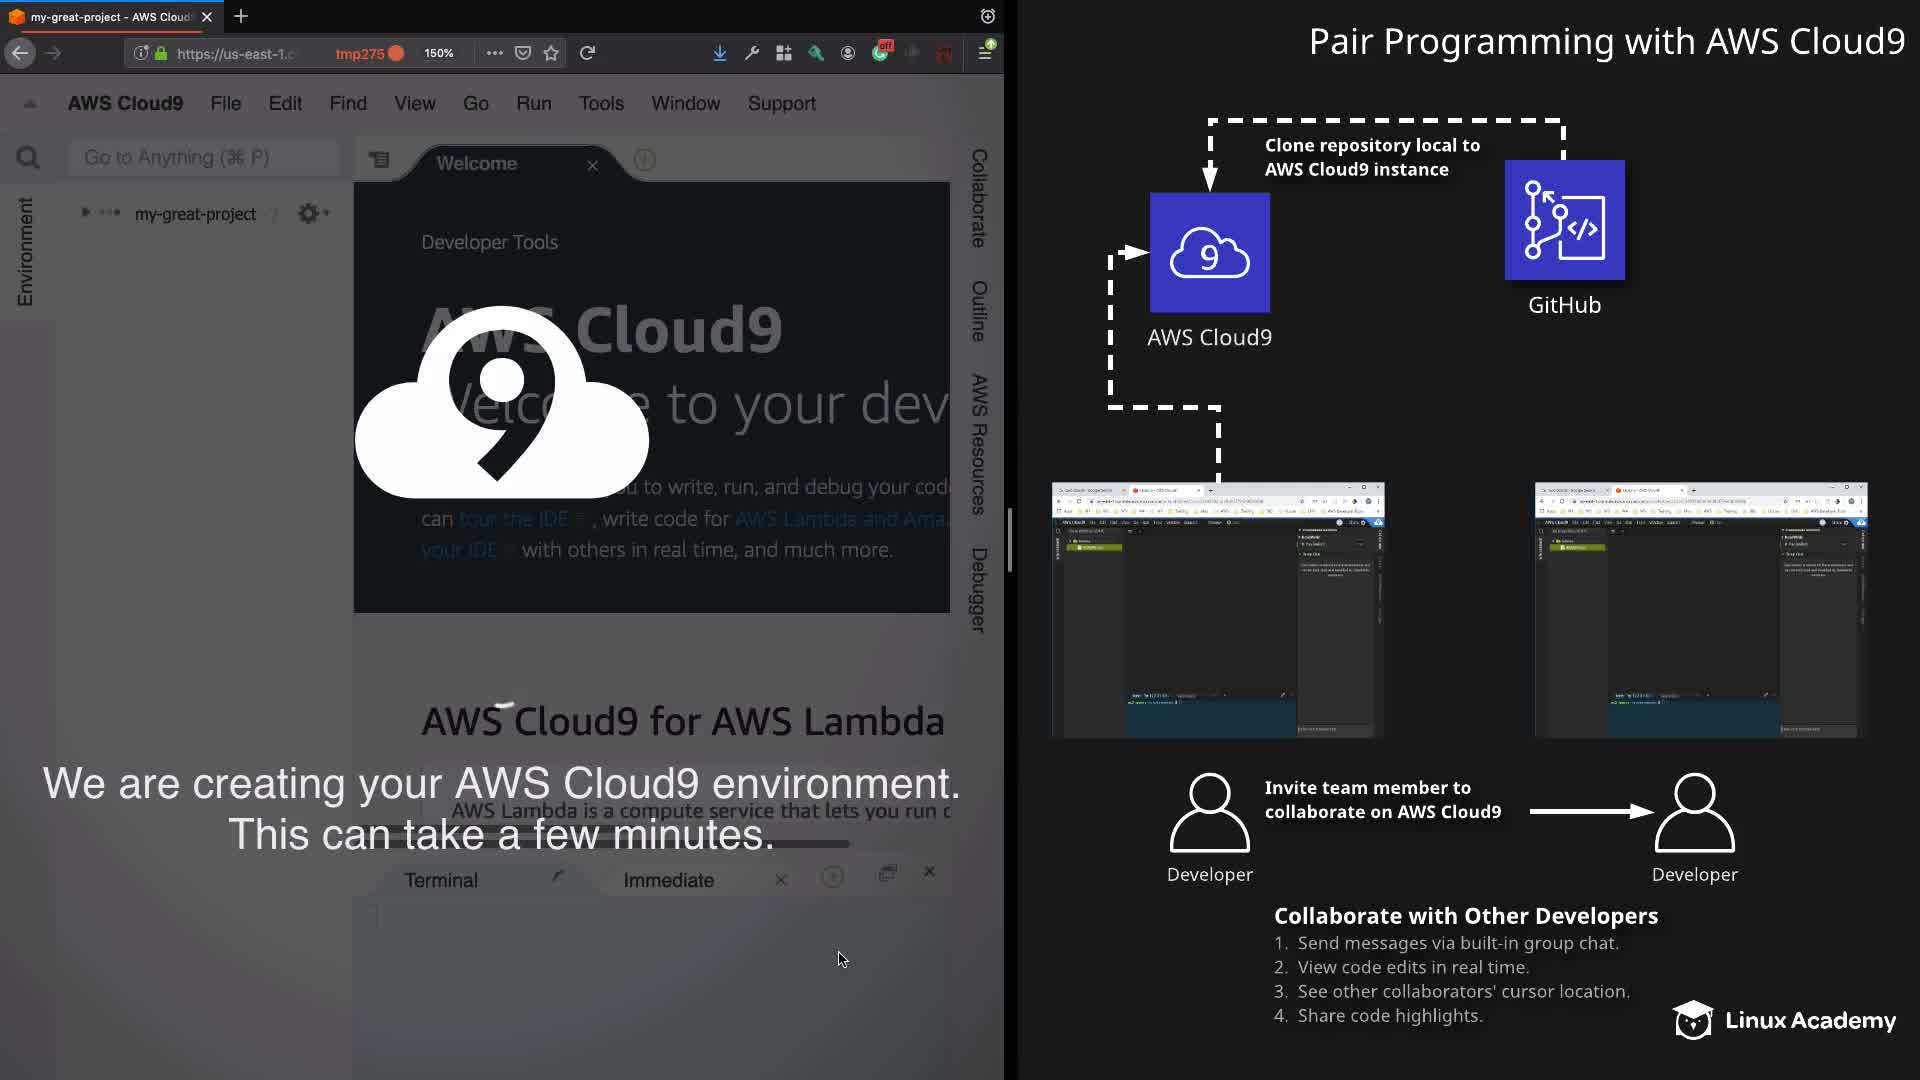 my-great-project - AWS Cloud
https://us-east-1.c
tmp275
150%
off
AWS Cloud9 File Edit Find View Go Run Tools Window Support
Go to Anything (⌘ P)
Welcome
Environment
my-great-project
Collaborate
Outline
AWS Resources
Debugger
Developer Tools
AWS Cloud9
Welcome to your dev
u to write, run, and debug your cod
can tour the IDE , write code for AWS Lambda and Ama
your IDE with others in real time, and much more.
AWS Cloud9 for AWS Lambda
We are creating your AWS Cloud9 environment.
AWS Lambda is a compute service that lets you run c
This can take a few minutes.
Terminal
Immediate
Pair Programming with AWS Cloud9
Clone repository local to
AWS Cloud9 instance
9
AWS Cloud9
GitHub
Invite team member to
collaborate on AWS Cloud9
Developer
Developer
Collaborate with Other Developers
1. Send messages via built-in group chat.
2. View code edits in real time.
3. See other collaborators' cursor location.
4. Share code highlights.
Linux Academy